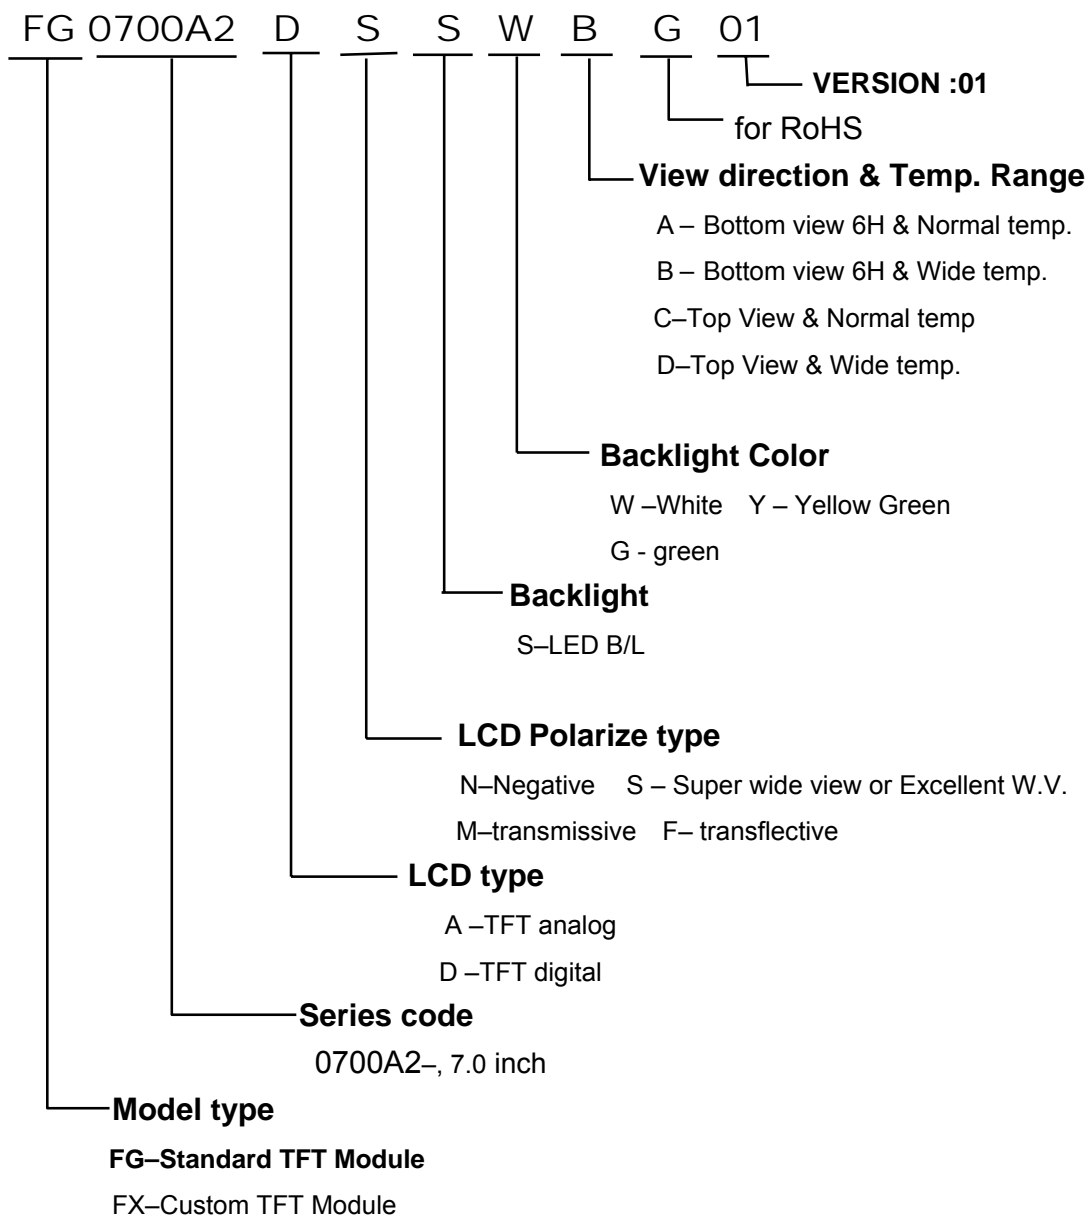 FG 0700A2 D S S W B G 01
VERSION :01
for RoHS
View direction & Temp. Range
A – Bottom view 6H & Normal temp.
B – Bottom view 6H & Wide temp.
C–Top View & Normal temp
D–Top View & Wide temp.
Backlight Color
W –White Y – Yellow Green
G - green
Backlight
S–LED B/L
LCD Polarize type
N–Negative S – Super wide view or Excellent W.V.
M–transmissive F– transflective
LCD type
A –TFT analog
D –TFT digital
Series code
0700A2–, 7.0 inch
Model type
FG–Standard TFT Module
FX–Custom TFT Module